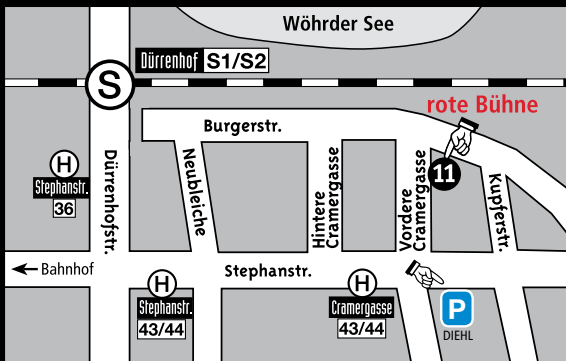 Wöhrder See
Dürrenhof S1/S2
S
rote Bühne
Burgerstr.
11
H
Stephanstr.
36
Dürrenhofstr.
Neubleiche
Hintere
Cramergasse
Vordere
Cramergasse
Kupferstr.
← Bahnhof
Stephanstr.
H
Stephanstr.
43/44
H
Cramergasse
43/44
P
DIEHL